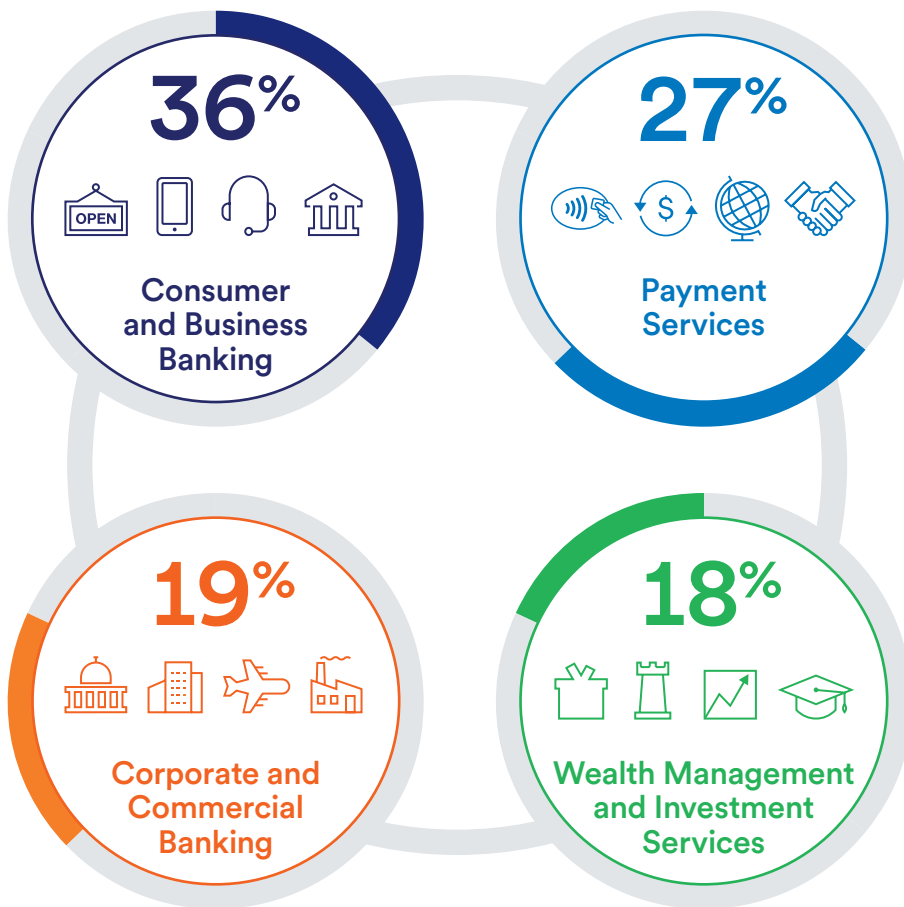 36%
OPEN
Consumer
and Business
Banking
27%
$
Payment
Services
19%
Corporate and
Commercial
Banking
18%
Wealth Management
and Investment
Services